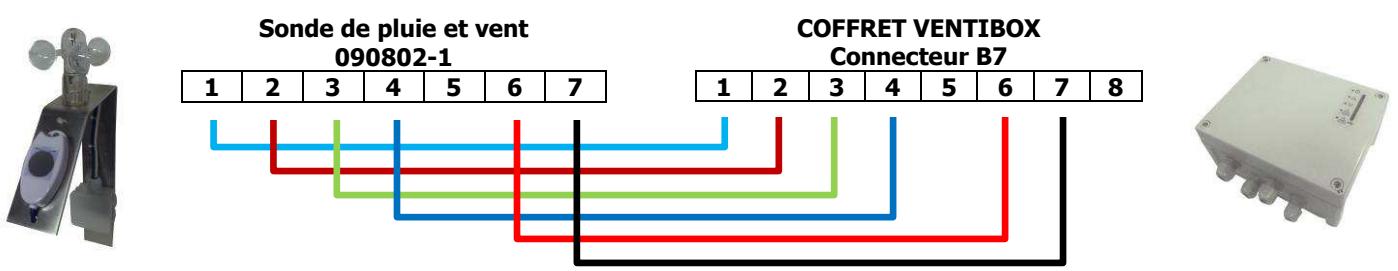 Sonde de pluie et vent
090802-1
1 2 3 4 5 6 7
COFFRET VENTIBOX
Connecteur B7
1 2 3 4 5 6 7 8